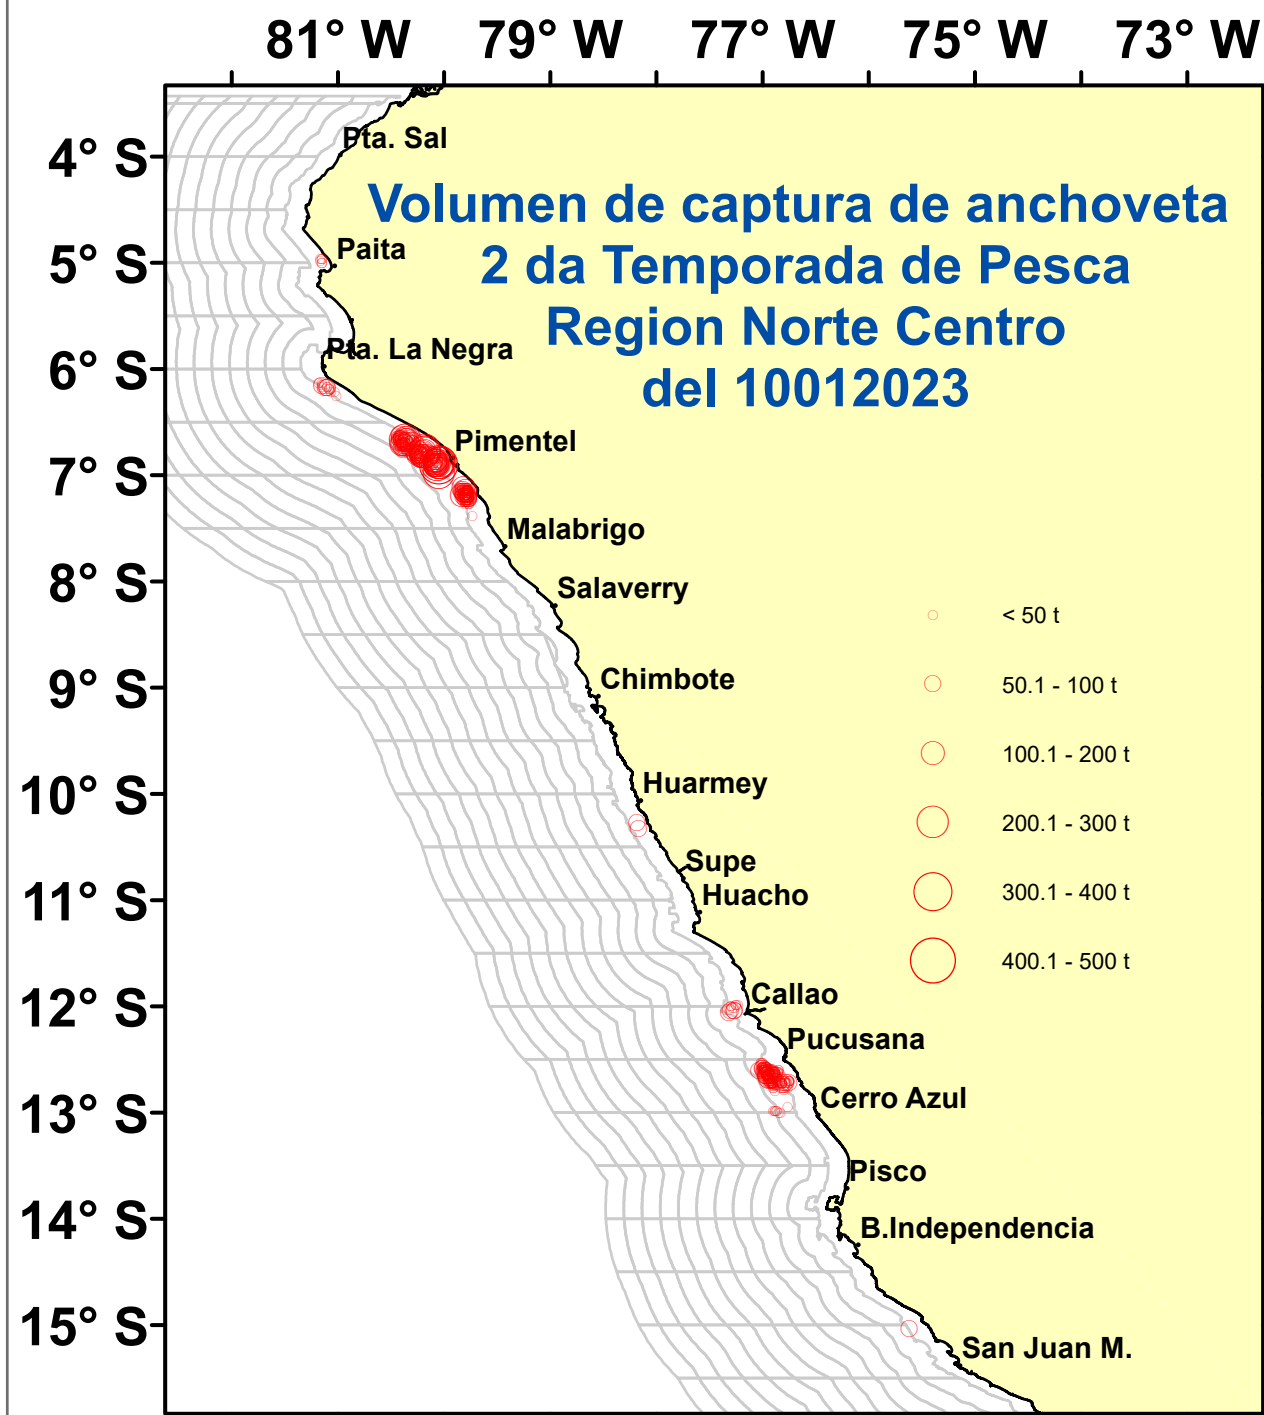 81° W 79° W 77° W 75° W 73° W
4° S
5° S
6° S
7° S
8° S
9° S
10° S
11° S
12° S
13° S
14° S
15° S
Volumen de captura de anchoveta
2 da Temporada de Pesca
Region Norte Centro
del 10012023
Pta. Sal
Paita
Pta. La Negra
Pimentel
Malabrigo
Salaverry
Chimbote
Huarmey
Supe
Huacho
Callao
Pucusana
Cerro Azul
Pisco
B.Independencia
San Juan M.
< 50 t
50.1 - 100 t
100.1 - 200 t
200.1 - 300 t
300.1 - 400 t
400.1 - 500 t